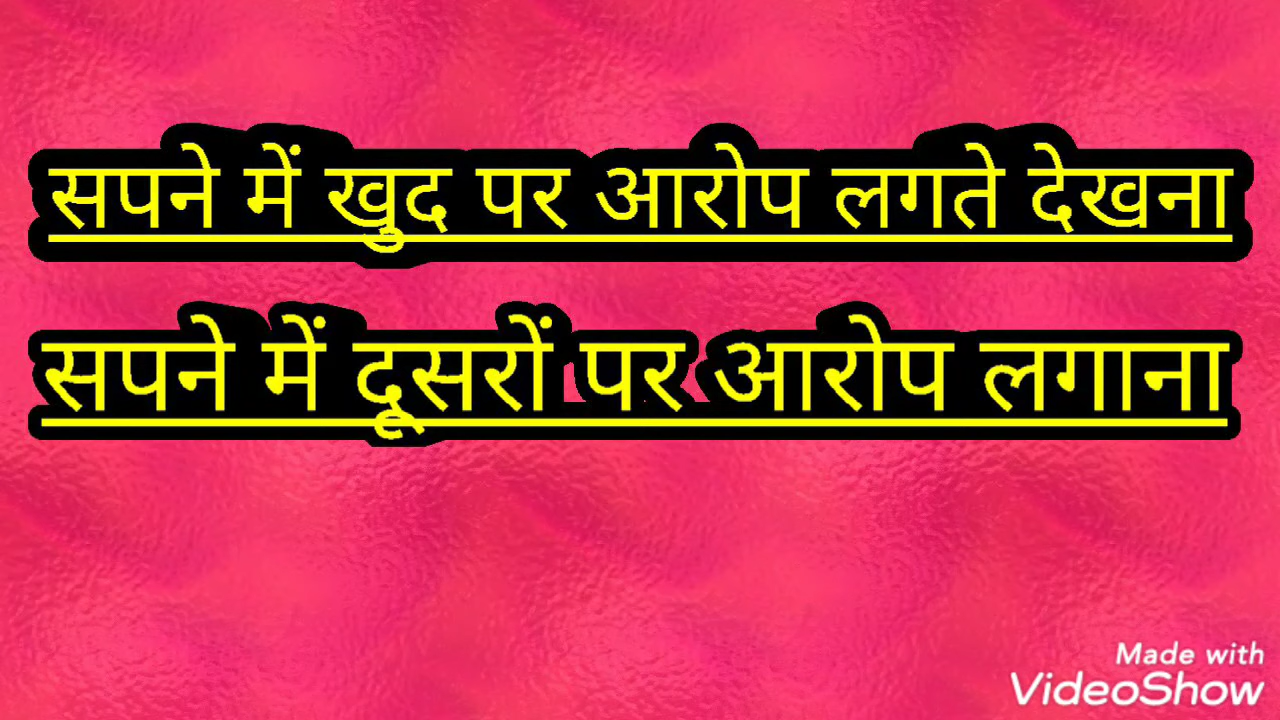 सपने में खुद पर आरोप लगते देखना
सपने में दूसरों पर आरोप लगाना
Made with
VideoShow